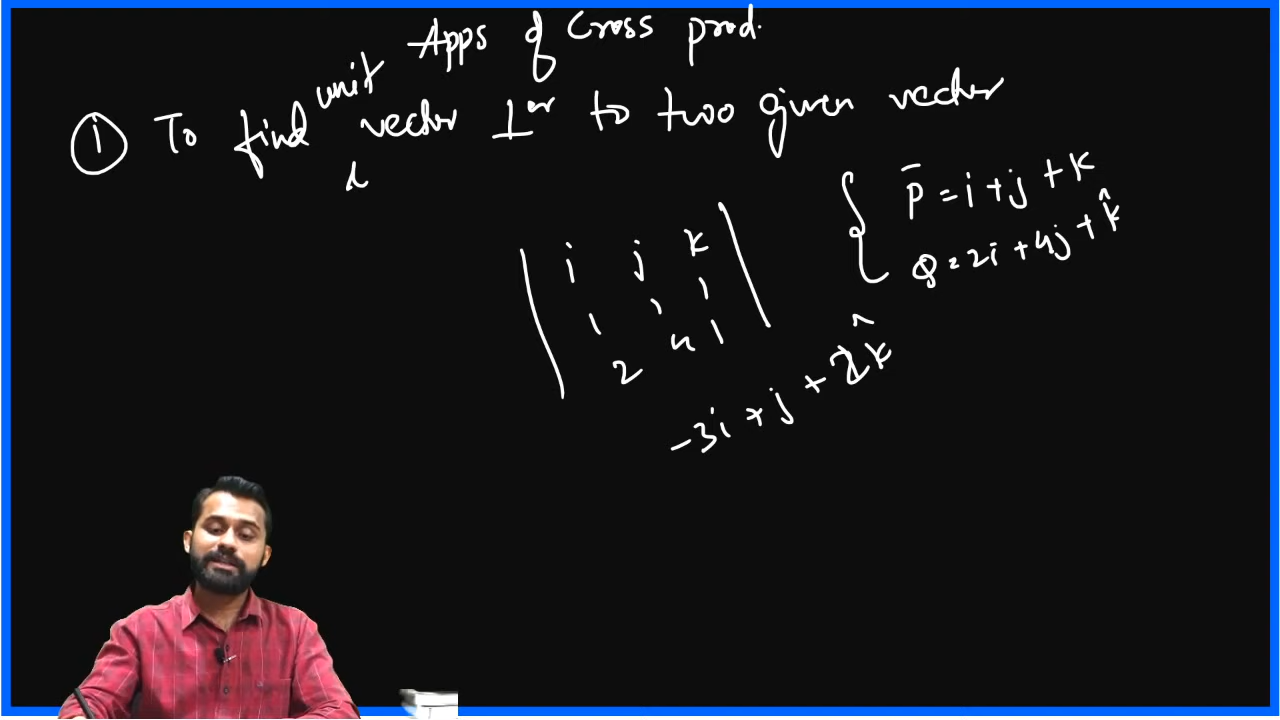 Apps of Cross prod.
① To find unit vector ⊥ar to two given vector
P̄ = i + j + k
Q = 2i + 4j + k̂
i j k
1 1 1
2 4 1
-3i + j + 2k̂